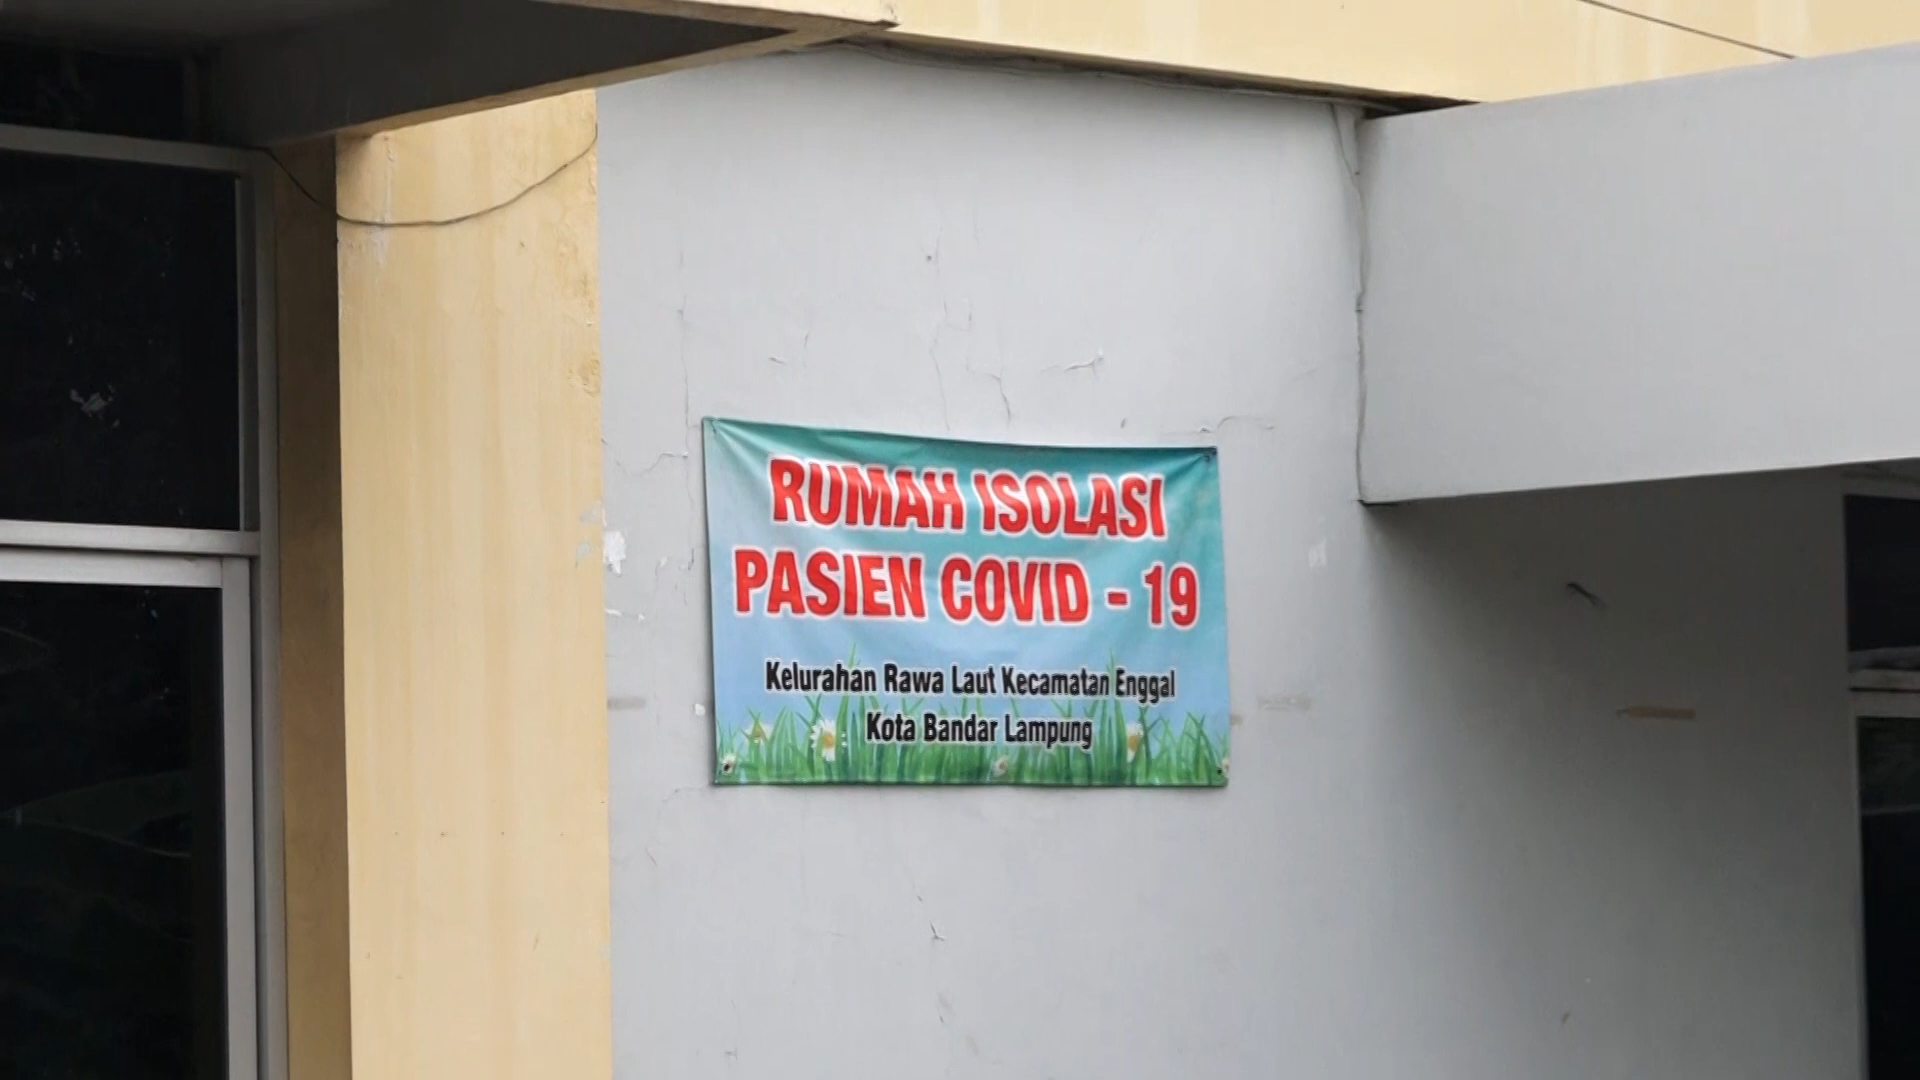 RUMAH ISOLASI
PASIEN COVID - 19
Kelurahan Rawa Laut Kecamatan Enggal
Kota Bandar Lampung